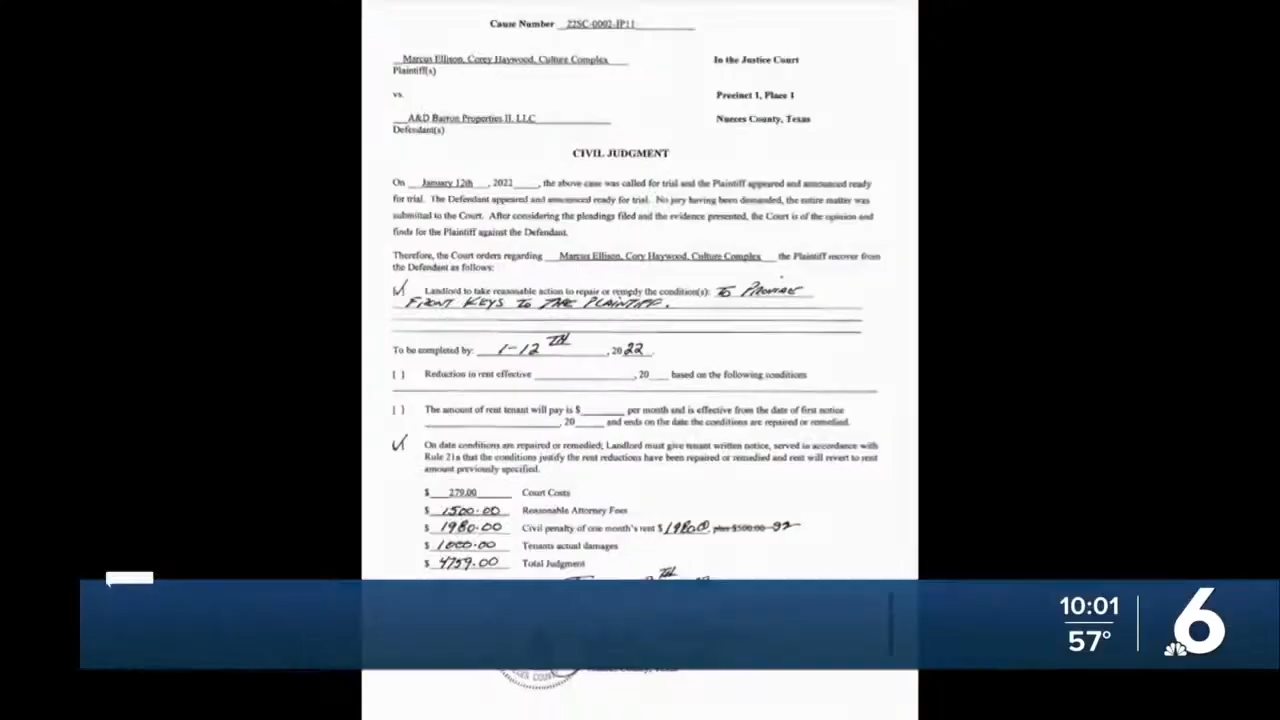 Cause Number 22SC-0002-JP11
Marcus Ellison, Corey Haywood, Culture Complex
In the Justice Court
Plaintiff(s)
vs.
Precinct 1, Place 1
A&D Barron Properties II, LLC
Nueces County, Texas
Defendant(s)
CIVIL JUDGMENT
On January 12th, 2022, the above case was called for trial and the Plaintiff appeared and announced ready
for trial. The Defendant appeared and announced ready for trial. No jury having been demanded, the entire matter was
submitted to the Court. After considering the pleadings filed and the evidence presented, the Court is of the opinion and
finds for the Plaintiff against the Defendant.
Therefore, the Court orders regarding Marcus Ellison, Cory Haywood, Culture Complex the Plaintiff recover from
the Defendant as follows:
Landlord to take reasonable action to repair or remedy the condition(s): TO PROVIDE
FRONT KEYS TO THE PLAINTIFF.
To be completed by: 1-12TH, 2022.
[ ] Reduction in rent effective ____, 20__ based on the following conditions
[ ] The amount of rent tenant will pay is $____ per month and is effective from the date of first notice
____, 20__ and ends on the date the conditions are repaired or remedied.
On date conditions are repaired or remedied; Landlord must give tenant written notice, served in accordance with
Rule 21a that the conditions justify the rent reductions have been repaired or remedied and rent will revert to rent
amount previously specified.
$ 279.00 Court Costs
$ 1500.00 Reasonable Attorney Fees
$ 1980.00 Civil penalty of one month's rent $ 1980 plus $500.00
$ 1000.00 Tenants actual damages
$ 4759.00 Total Judgment
TH
10:01
57°
6